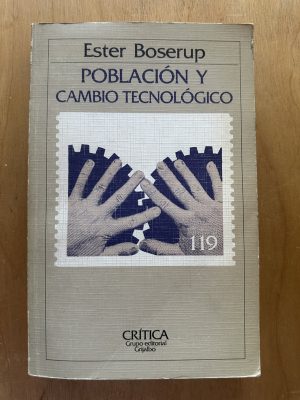 Ester Boserup
POBLACIÓN Y
CAMBIO TECNOLÓGICO
119
CRÍTICA
Grupo editorial
Grijalbo